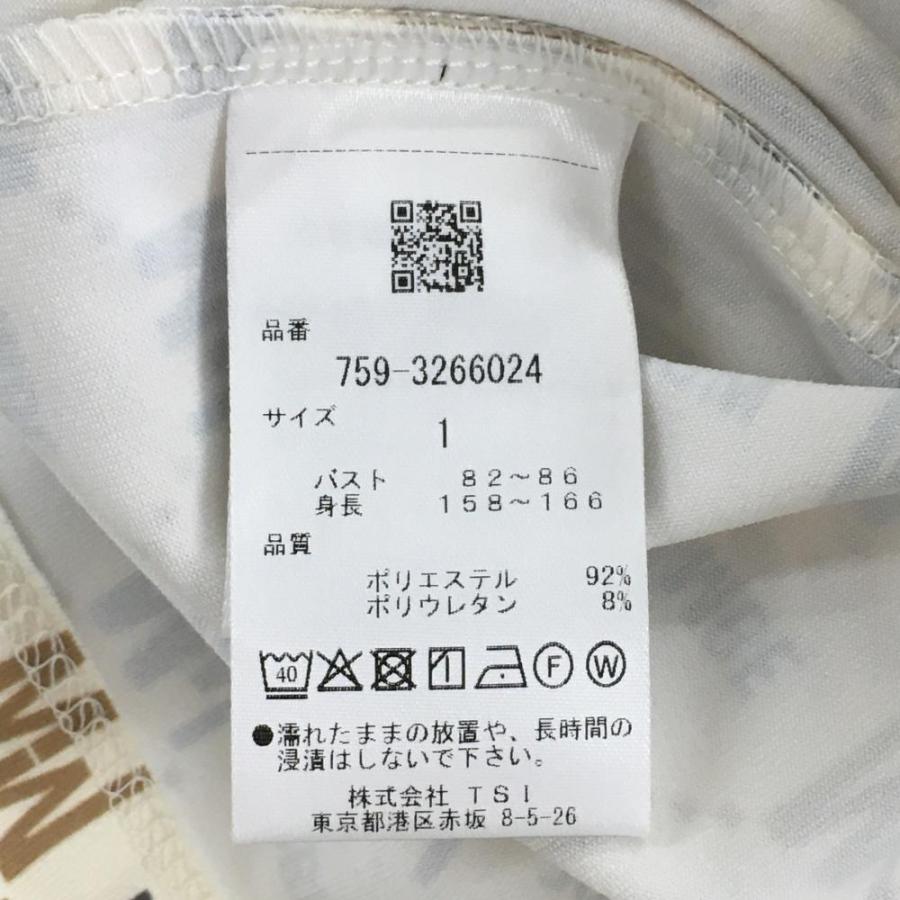 品番
759-3266024
サイズ
1
バスト 82～86
身長 158～166
品質
ポリエステル 92%
ポリウレタン 8%
40 F W
●濡れたままの放置や、長時間の
浸漬はしないで下さい。
株式会社 TSI
東京都港区赤坂 8-5-26